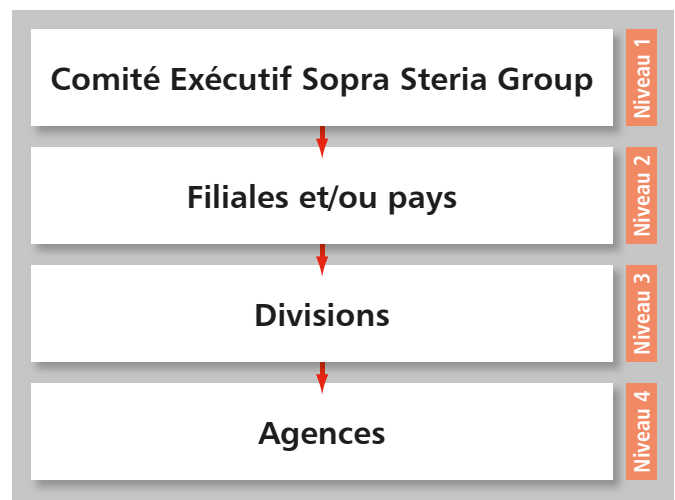 Comité Exécutif Sopra Steria Group
Niveau 1
Filiales et/ou pays
Niveau 2
Divisions
Niveau 3
Agences
Niveau 4